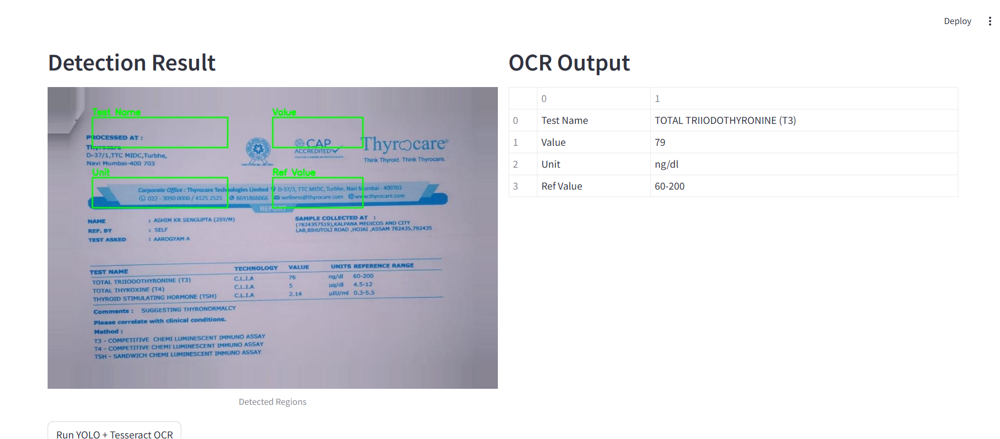 Deploy
Detection Result
OCR Output
Test Name
Value
PROCESSED AT :
Thyrocare
D-37/1,TTC MIDC,Turbhe,
Navi Mumbai-400 703
CAP
ACCREDITED
COLLEGE of AMERICAN PATHOLOGISTS
Thyrocare®
Think Thyroid. Think Thyrocare.
Unit
Ref Value
Corporate Office : Thyrocare Technologies Limited D-37/3, TTC MIDC, Turbhe, Navi Mumbai - 400703
022 - 3090 0000 / 4125 2525 8691866066 wellness@thyrocare.com www.thyrocare.com
REPORT
NAME : ASHIM KR SENGUPTA (25Y/M)
REF. BY : SELF
TEST ASKED : AAROGYAM A
SAMPLE COLLECTED AT :
(7824357519),KALPANA MEDICOS AND CITY
LAB,BIHUTOLI ROAD ,HOJAI ,ASSAM 782435,782435
TEST NAME TECHNOLOGY VALUE UNITS REFERENCE RANGE
TOTAL TRIIODOTHYRONINE (T3) C.L.I.A 76 ng/dl 60-200
TOTAL THYROXINE (T4) C.L.I.A 5 µg/dl 4.5-12
THYROID STIMULATING HORMONE (TSH) C.L.I.A 2.14 µIU/ml 0.3-5.5
Comments : SUGGESTING THYRONORMALCY
Please correlate with clinical conditions.
Method :
T3 - COMPETITIVE CHEMI LUMINESCENT IMMUNO ASSAY
T4 - COMPETITIVE CHEMI LUMINESCENT IMMUNO ASSAY
TSH - SANDWICH CHEMI LUMINESCENT IMMUNO ASSAY
Detected Regions
Run YOLO + Tesseract OCR
0 1
0 Test Name TOTAL TRIIODOTHYRONINE (T3)
1 Value 79
2 Unit ng/dl
3 Ref Value 60-200